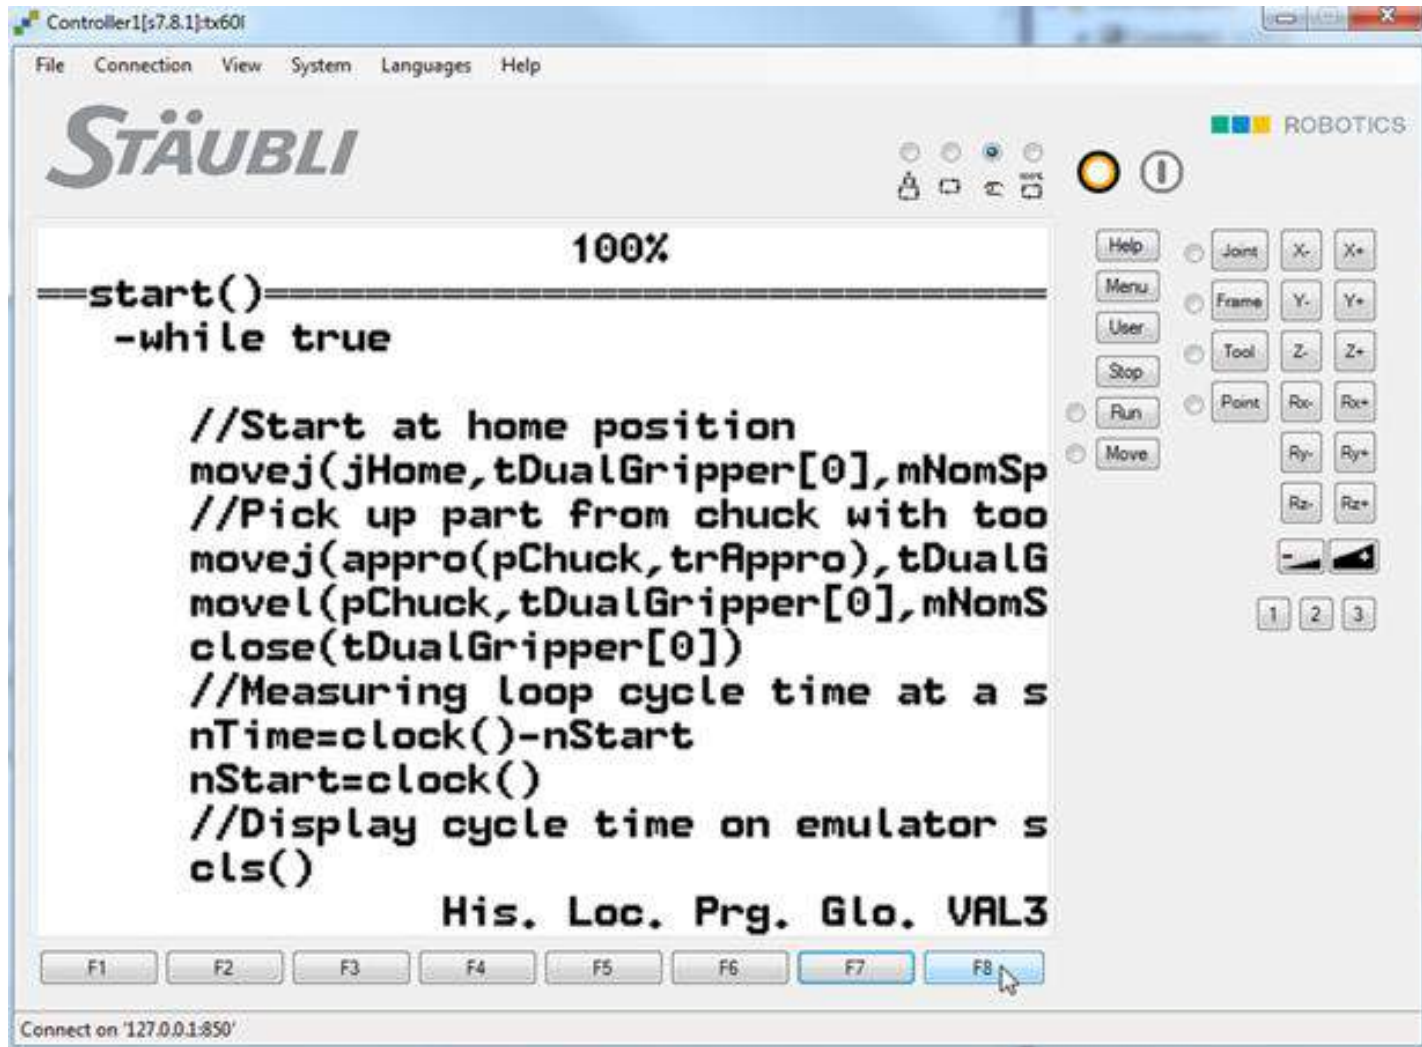 Controller1[s7.8.1]:tx60l
File Connection View System Languages Help
STÄUBLI
ROBOTICS
100%
100%
==start()==
-while true
//Start at home position
movej(jHome,tDualGripper[0],mNomSp
//Pick up part from chuck with too
movej(appro(pChuck,trAppro),tDualG
movel(pChuck,tDualGripper[0],mNomS
close(tDualGripper[0])
//Measuring loop cycle time at a s
nTime=clock()-nStart
nStart=clock()
//Display cycle time on emulator s
cls()
His. Loc. Prg. Glo. VAL3
F1 F2 F3 F4 F5 F6 F7 F8
Help
Menu
User
Stop
Run
Move
Joint X- X+
Frame Y- Y+
Tool Z- Z+
Point Rx- Rx+
Ry- Ry+
Rz- Rz+
- +
1 2 3
Connect on '127.0.0.1:850'